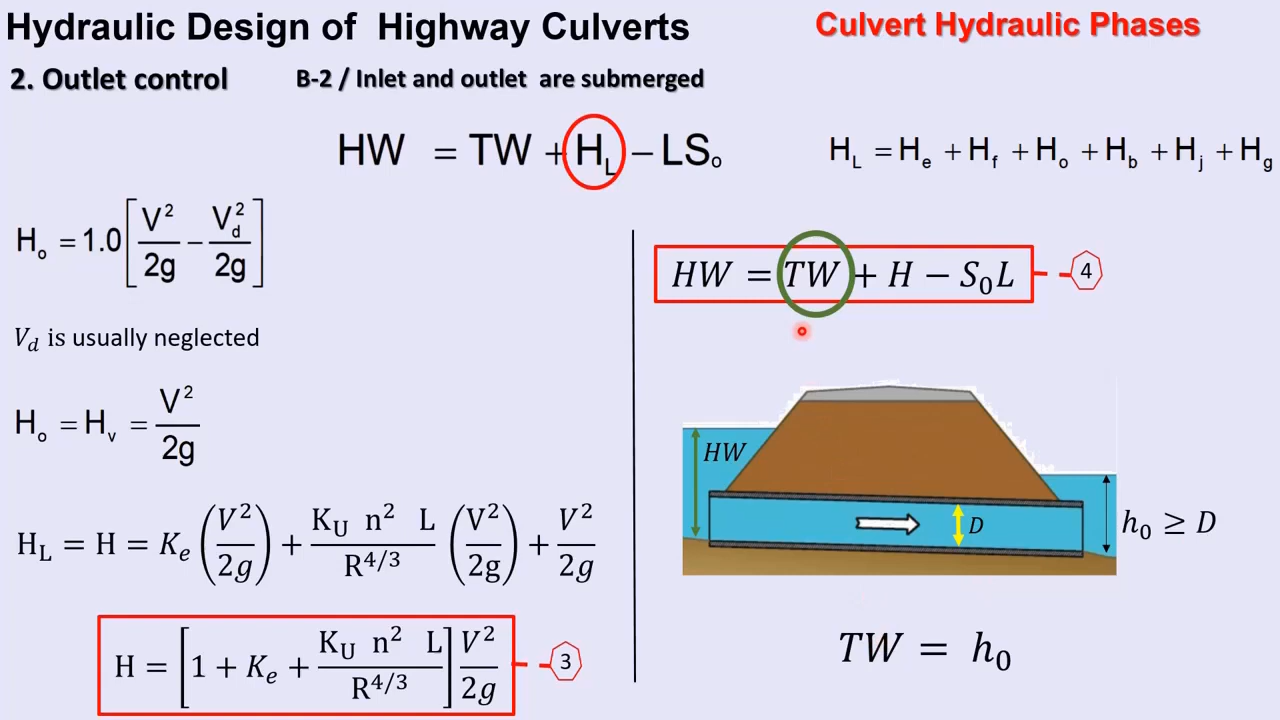 Hydraulic Design of Highway Culverts
Culvert Hydraulic Phases
2. Outlet control
B-2 / Inlet and outlet are submerged
HW = TW + H_L − LS_o
H_L = H_e + H_f + H_o + H_b + H_j + H_g
H_o = 1.0 [V²/2g − V_d²/2g]
V_d is usually neglected
H_o = H_v = V²/2g
H_L = H = K_e (V²/2g) + K_U n² L / R^4/3 (V²/2g) + V²/2g
H = [1 + K_e + K_U n² L / R^4/3] V²/2g
3
HW = TW + H − S_0L
4
HW
D
h_0 ≥ D
TW = h_0